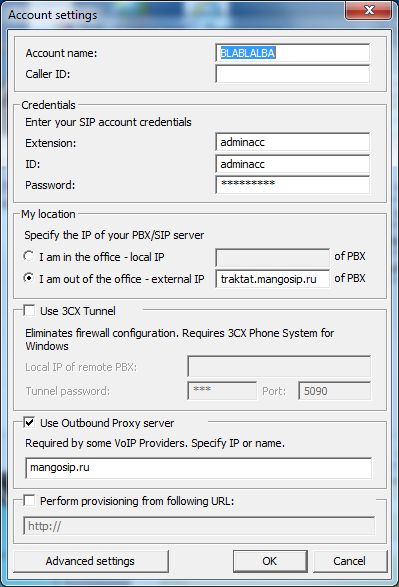 Account settings
Account name: BLABLALBA
Caller ID:
Credentials
Enter your SIP account credentials
Extension: adminacc
ID: adminacc
Password: *********
My location
Specify the IP of your PBX/SIP server
I am in the office - local IP of PBX
I am out of the office - external IP traktat.mangosip.ru of PBX
Use 3CX Tunnel
Eliminates firewall configuration. Requires 3CX Phone System for
Windows
Local IP of remote PBX:
Tunnel password: *** Port: 5090
Use Outbound Proxy server
Required by some VoIP Providers. Specify IP or name.
mangosip.ru
Perform provisioning from following URL:
http://
Advanced settings OK Cancel